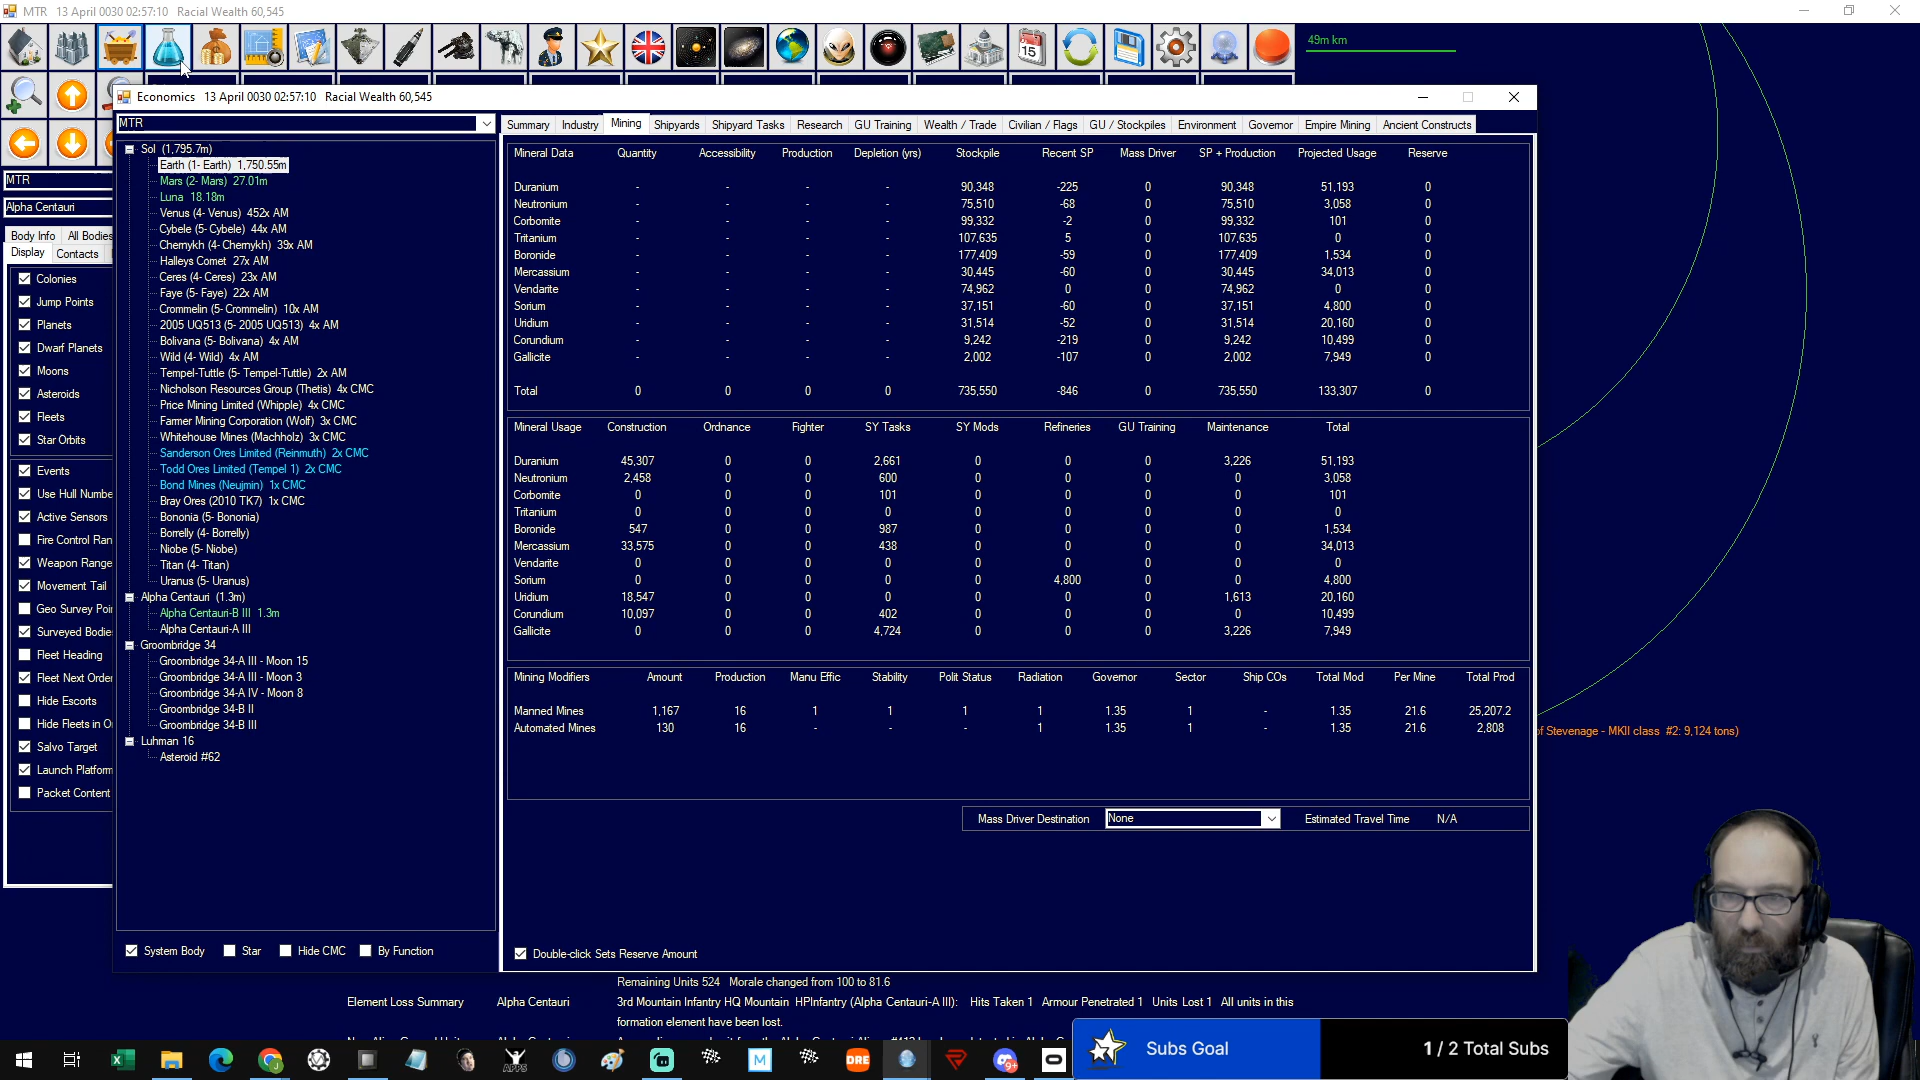 MTR 13 April 0030 02:57:10 Racial Wealth 60,545
49m km
Economics 13 April 0030 02:57:10 Racial Wealth 60,545
MTR
Summary Industry Mining Shipyards Shipyard Tasks Research GU Training Wealth / Trade Civilian / Flags GU / Stockpiles Environment Governor Empire Mining Ancient Constructs
MTR
Alpha Centauri
Body Info All Bodies
Display Contacts
Colonies
Jump Points
Planets
Dwarf Planets
Moons
Asteroids
Fleets
Star Orbits
Events
Use Hull Numbe
Active Sensors
Fire Control Ran
Weapon Range
Movement Tail
Geo Survey Poin
Surveyed Bodie
Fleet Heading
Fleet Next Order
Hide Escorts
Hide Fleets in O
Salvo Target
Launch Platform
Packet Content
Sol (1,795.7m)
Earth (1- Earth) 1,750.55m
Mars (2- Mars) 27.01m
Luna 18.18m
Venus (4- Venus) 452x AM
Cybele (5- Cybele) 44x AM
Chernykh (4- Chernykh) 39x AM
Halleys Comet 27x AM
Ceres (4- Ceres) 23x AM
Faye (5- Faye) 22x AM
Crommelin (5- Crommelin) 10x AM
2005 UQ513 (5- 2005 UQ513) 4x AM
Bolivana (5- Bolivana) 4x AM
Wild (4- Wild) 4x AM
Tempel-Tuttle (5- Tempel-Tuttle) 2x AM
Nicholson Resources Group (Thetis) 4x CMC
Price Mining Limited (Whipple) 4x CMC
Farmer Mining Corporation (Wolf) 3x CMC
Whitehouse Mines (Machholz) 3x CMC
Sanderson Ores Limited (Reinmuth) 2x CMC
Todd Ores Limited (Tempel 1) 2x CMC
Bond Mines (Neujmin) 1x CMC
Bray Ores (2010 TK7) 1x CMC
Bononia (5- Bononia)
Borrelly (4- Borrelly)
Niobe (5- Niobe)
Titan (4- Titan)
Uranus (5- Uranus)
Alpha Centauri (1.3m)
Alpha Centauri-B III 1.3m
Alpha Centauri-A III
Groombridge 34
Groombridge 34-A III - Moon 15
Groombridge 34-A III - Moon 3
Groombridge 34-A IV - Moon 8
Groombridge 34-B II
Groombridge 34-B III
Luhman 16
Asteroid #62
System Body Star Hide CMC By Function
Mineral Data Quantity Accessibility Production Depletion (yrs) Stockpile Recent SP Mass Driver SP + Production Projected Usage Reserve
Duranium - - - - 90,348 -225 0 90,348 51,193 0
Neutronium - - - - 75,510 -68 0 75,510 3,058 0
Corbomite - - - - 99,332 -2 0 99,332 101 0
Tritanium - - - - 107,635 5 0 107,635 0 0
Boronide - - - - 177,409 -59 0 177,409 1,534 0
Mercassium - - - - 30,445 -60 0 30,445 34,013 0
Vendarite - - - - 74,962 0 0 74,962 0 0
Sorium - - - - 37,151 -60 0 37,151 4,800 0
Uridium - - - - 31,514 -52 0 31,514 20,160 0
Corundium - - - - 9,242 -219 0 9,242 10,499 0
Gallicite - - - - 2,002 -107 0 2,002 7,949 0
Total 0 0 0 0 735,550 -846 0 735,550 133,307 0
Mineral Usage Construction Ordnance Fighter SY Tasks SY Mods Refineries GU Training Maintenance Total
Duranium 45,307 0 0 2,661 0 0 0 3,226 51,193
Neutronium 2,458 0 0 600 0 0 0 0 3,058
Corbomite 0 0 0 101 0 0 0 0 101
Tritanium 0 0 0 0 0 0 0 0 0
Boronide 547 0 0 987 0 0 0 0 1,534
Mercassium 33,575 0 0 438 0 0 0 0 34,013
Vendarite 0 0 0 0 0 0 0 0 0
Sorium 0 0 0 0 0 4,800 0 0 4,800
Uridium 18,547 0 0 0 0 0 0 1,613 20,160
Corundium 10,097 0 0 402 0 0 0 0 10,499
Gallicite 0 0 0 4,724 0 0 0 3,226 7,949
Mining Modifiers Amount Production Manu Effic Stability Polit Status Radiation Governor Sector Ship COs Total Mod Per Mine Total Prod
Manned Mines 1,167 16 1 1 1 1 1.35 1 - 1.35 21.6 25,207.2
Automated Mines 130 16 - - - 1 1.35 1 - 1.35 21.6 2,808
Mass Driver Destination None Estimated Travel Time N/A
Double-click Sets Reserve Amount
of Stevenage - MKII class #2: 9,124 tons)
Remaining Units 524 Morale changed from 100 to 81.6
Element Loss Summary Alpha Centauri 3rd Mountain Infantry HQ Mountain HPInfantry (Alpha Centauri-A III): Hits Taken 1 Armour Penetrated 1 Units Lost 1 All units in this
formation element have been lost.
Subs Goal 1 / 2 Total Subs
15
APPS
M
DRE
9+